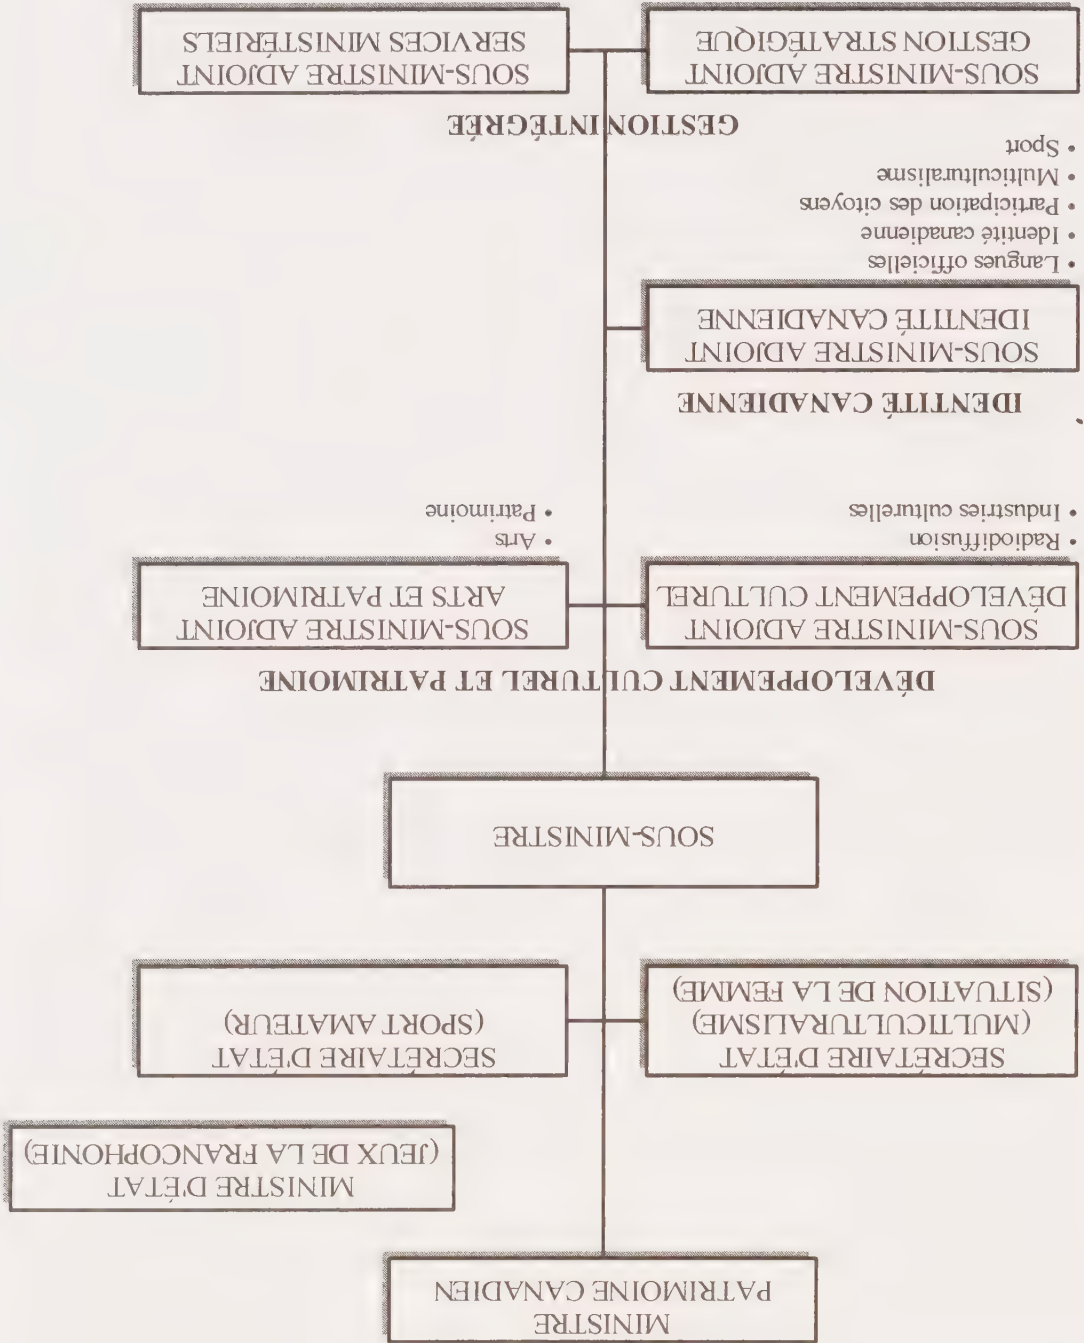 MINISTRE
PATRIMOINE CANADIEN
MINISTRE D'ÉTAT
(JEUX DE LA FRANCOPHONIE)
SECRÉTAIRE D'ÉTAT
(MULTICULTURALISME)
(SITUATION DE LA FEMME)
SECRÉTAIRE D'ÉTAT
(SPORT AMATEUR)
SOUS-MINISTRE
DÉVELOPPEMENT CULTUREL ET PATRIMOINE
SOUS-MINISTRE ADJOINT
DÉVELOPPEMENT CULTUREL
• Radiodiffusion
• Industries culturelles
SOUS-MINISTRE ADJOINT
ARTS ET PATRIMOINE
• Arts
• Patrimoine
IDENTITÉ CANADIENNE
SOUS-MINISTRE ADJOINT
IDENTITÉ CANADIENNE
• Langues officielles
• Identité canadienne
• Participation des citoyens
• Multiculturalisme
• Sport
GESTION INTÉGRÉE
SOUS-MINISTRE ADJOINT
GESTION STRATÉGIQUE
SOUS-MINISTRE ADJOINT
SERVICES MINISTÉRIELS